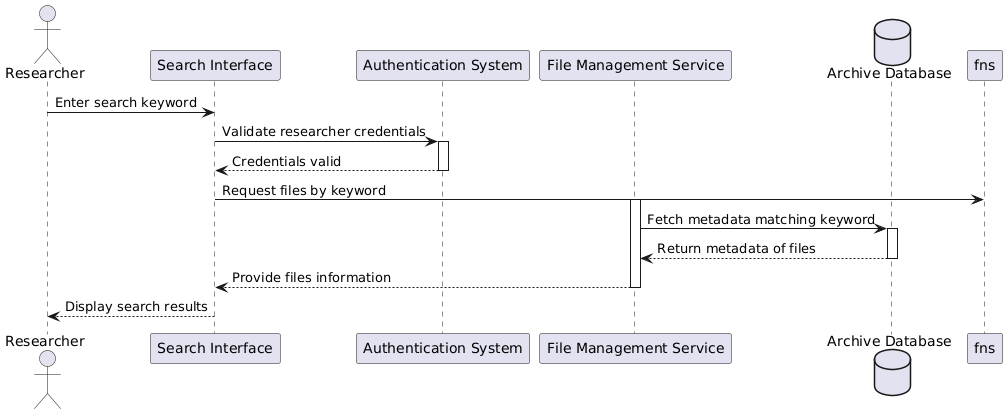 Researcher
Search Interface
Authentication System
File Management Service
Archive Database
fns
Enter search keyword
Validate researcher credentials
Credentials valid
Request files by keyword
Fetch metadata matching keyword
Return metadata of files
Provide files information
Display search results
Researcher
Search Interface
Authentication System
File Management Service
Archive Database
fns